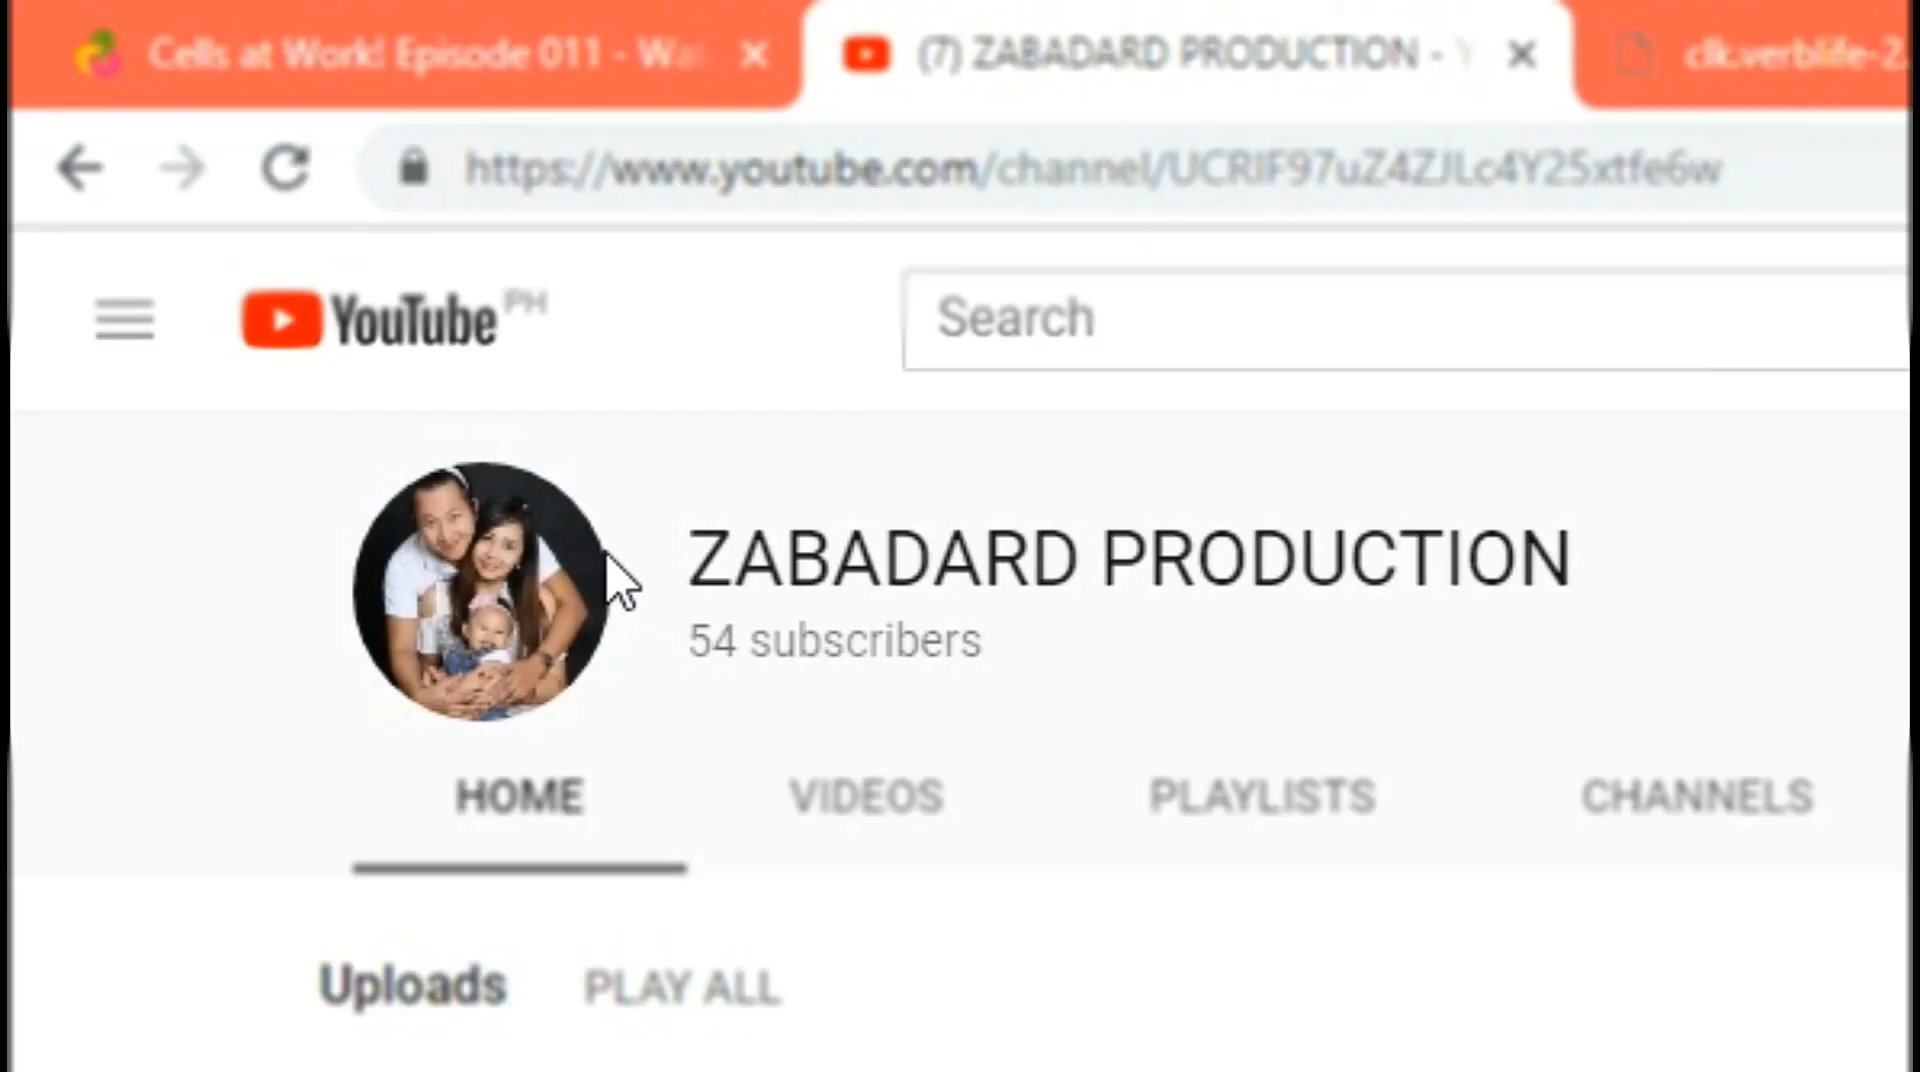 Cells at Work! Episode 011 - Wa
(7) ZABADARD PRODUCTION - Y
clk.verblife-2.
https://www.youtube.com/channel/UCRIF97uZ4ZJLc4Y25xtfe6w
YouTube PH
Search
ZABADARD PRODUCTION
54 subscribers
HOME VIDEOS PLAYLISTS CHANNELS
Uploads PLAY ALL